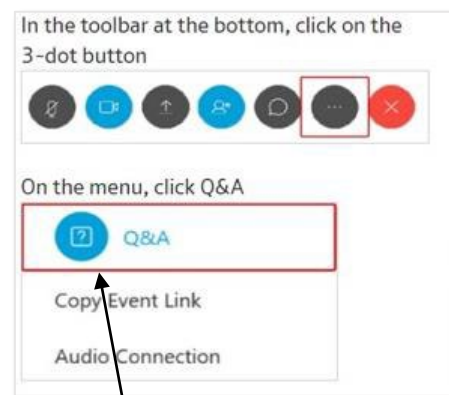 In the toolbar at the bottom, click on the
3-dot button
On the menu, click Q&A
Q&A
Copy Event Link
Audio Connection